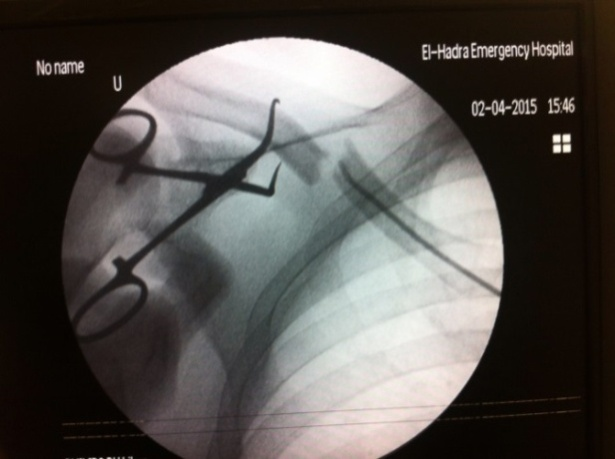 No name
U
El-Hadra Emergency Hospital
02-04-2015 15:46